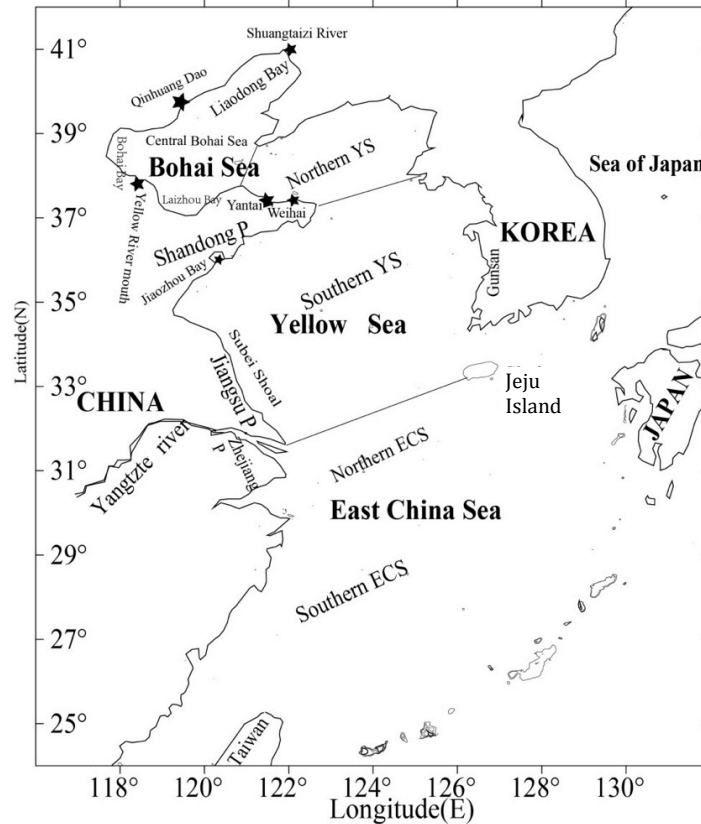 Shuangtaizi River
41°
Qinhuang Dao
Liaodong Bay
39°
Central Bohai Sea
Bohai Bay
Bohai Sea
Northern YS
Sea of Japan
Laizhou Bay
Yantai
Weihai
37°
Yellow River mouth
Shandong P
KOREA
Jiaozhou Bay
Gunsan
Southern YS
35°
Yellow Sea
Latitude(N)
Subei Shoal
Jiangsu P
33°
CHINA
Jeju
Island
JAPAN
Yangtzte river
Zhejiang
P
Northern ECS
31°
East China Sea
29°
Southern ECS
27°
25°
Taiwan
118°
120°
122°
124°
126°
128°
130°
Longitude(E)